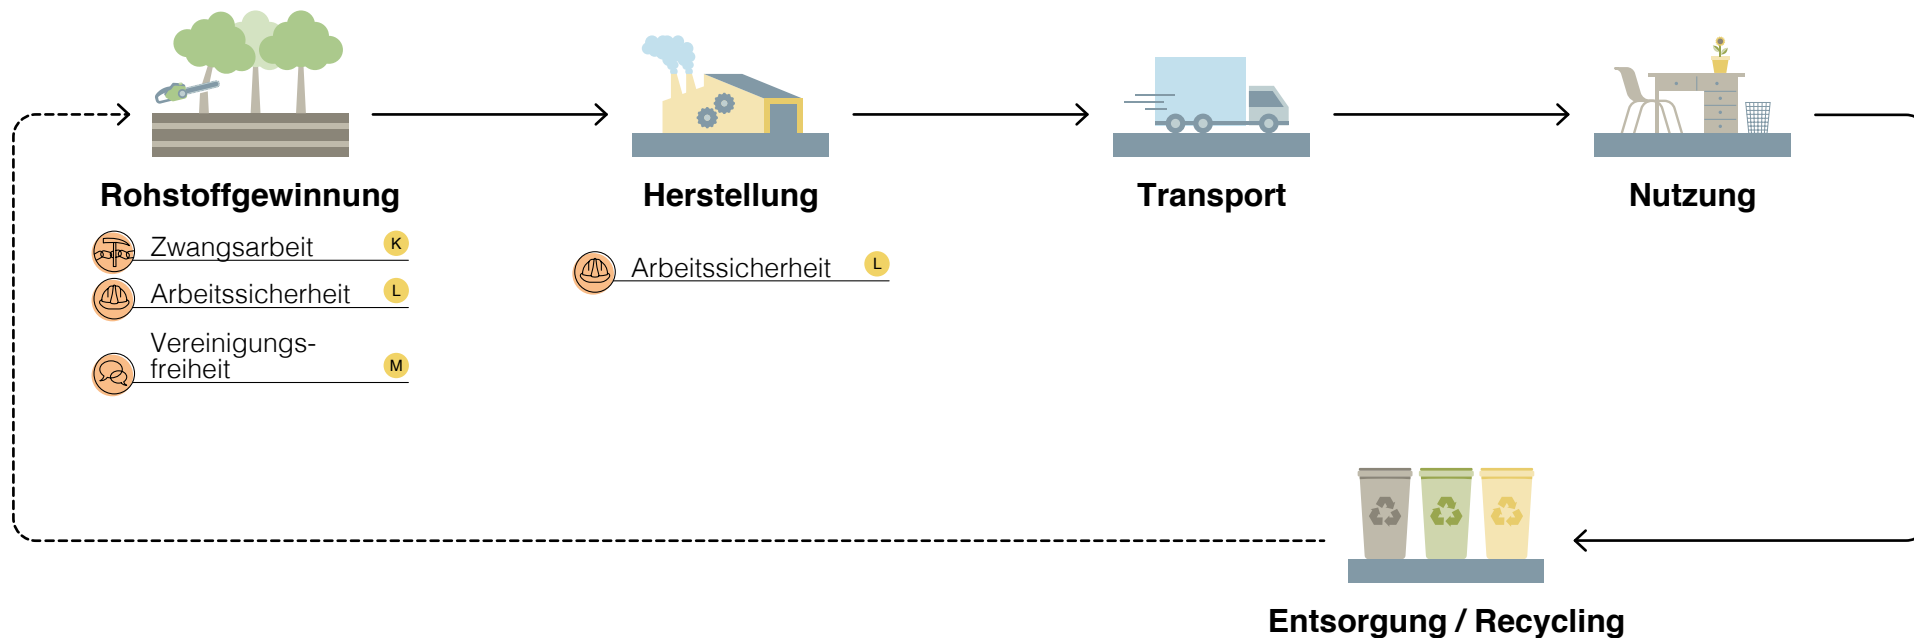 Rohstoffgewinnung
Zwangsarbeit K
Arbeitssicherheit L
Vereinigungs-
freiheit M
Herstellung
Arbeitssicherheit L
Transport
Nutzung
Entsorgung / Recycling